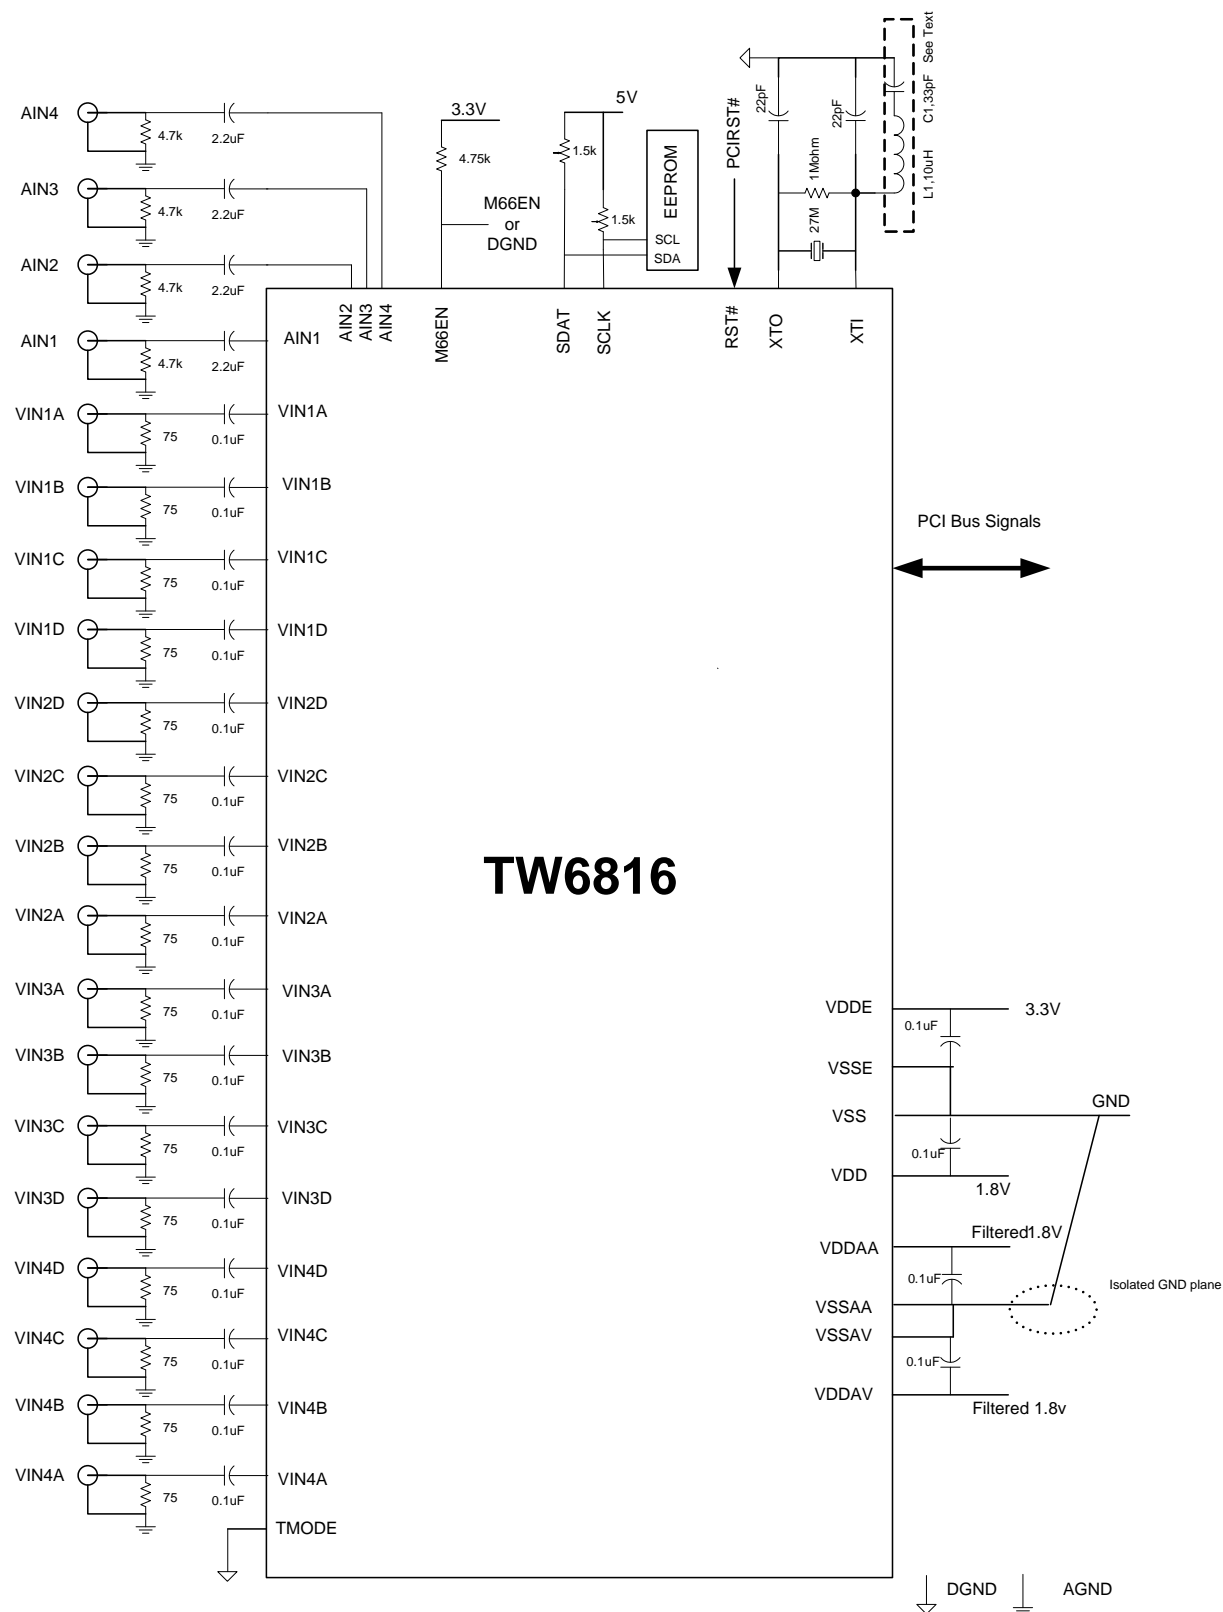 See Text
C1,33pF
L1,10uH
22pF
22pF
1Mohm
27M
PCIRST#
5V
1.5k
1.5k
EEPROM
SCL
SDA
3.3V
4.75k
M66EN
or
DGND
AIN4
4.7k
2.2uF
AIN3
4.7k
2.2uF
AIN2
4.7k
2.2uF
AIN1
4.7k
2.2uF
AIN1
AIN2
AIN3
AIN4
M66EN
SDAT
SCLK
RST#
XTO
XTI
VIN1A
75
0.1uF
VIN1A
VIN1B
75
0.1uF
VIN1B
VIN1C
75
0.1uF
VIN1C
VIN1D
75
0.1uF
VIN1D
VIN2D
75
0.1uF
VIN2D
VIN2C
75
0.1uF
VIN2C
VIN2B
75
0.1uF
VIN2B
VIN2A
75
0.1uF
VIN2A
VIN3A
75
0.1uF
VIN3A
VIN3B
75
0.1uF
VIN3B
VIN3C
75
0.1uF
VIN3C
VIN3D
75
0.1uF
VIN3D
VIN4D
75
0.1uF
VIN4D
VIN4C
75
0.1uF
VIN4C
VIN4B
75
0.1uF
VIN4B
VIN4A
75
0.1uF
VIN4A
TMODE
TW6816
PCI Bus Signals
VDDE
0.1uF
3.3V
VSSE
VSS
GND
0.1uF
VDD
1.8V
Filtered1.8V
VDDAA
0.1uF
Isolated GND plane
VSSAA
VSSAV
0.1uF
VDDAV
Filtered 1.8v
DGND
AGND